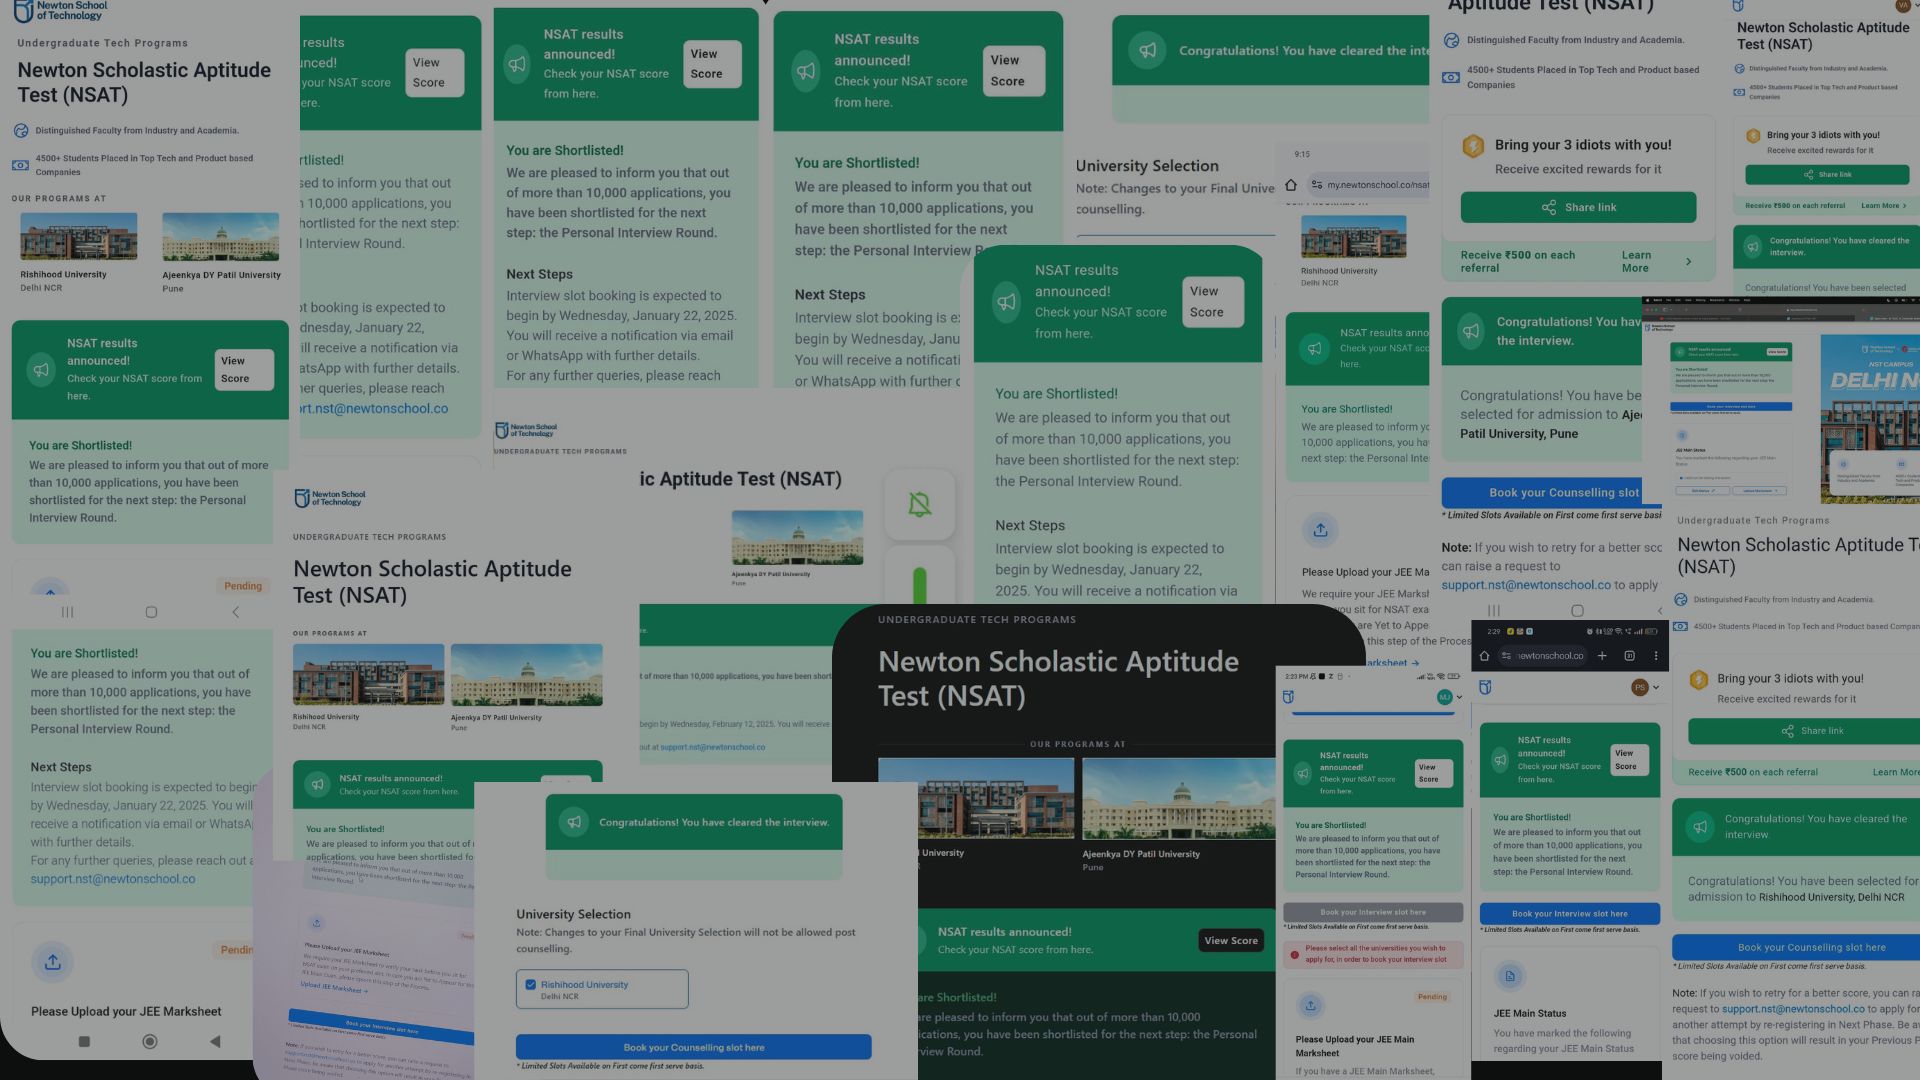 Newton School
of Technology
Undergraduate Tech Programs
Newton Scholastic Aptitude
Test (NSAT)
Distinguished Faculty from Industry and Academia.
4500+ Students Placed in Top Tech and Product based
Companies
OUR PROGRAMS AT
Rishihood University
Delhi NCR
Ajeenkya DY Patil University
Pune
NSAT results
announced!
Check your NSAT score from
here.
View
Score
You are Shortlisted!
We are pleased to inform you that out of more
than 10,000 applications, you have been
shortlisted for the next step: the Personal
Interview Round.
Pending
You are Shortlisted!
We are pleased to inform you that out of
more than 10,000 applications, you have
been shortlisted for the next step: the
Personal Interview Round.
Next Steps
Interview slot booking is expected to begin
by Wednesday, January 22, 2025. You will
receive a notification via email or WhatsA
with further details.
For any further queries, please reach out a
support.nst@newtonschool.co
Pendin
Please Upload your JEE Marksheet
results
nced!
your NSAT score
ere.
View
Score
rtlisted!
sed to inform you that out
10,000 applications, you
hortlisted for the next step:
l Interview Round.
ot booking is expected to
dnesday, January 22,
ill receive a notification via
atsApp with further details.
her queries, please reach
rt.nst@newtonschool.co
NSAT results
announced!
Check your NSAT score
from here.
View
Score
You are Shortlisted!
We are pleased to inform you that out
of more than 10,000 applications, you
have been shortlisted for the next
step: the Personal Interview Round.
Next Steps
Interview slot booking is expected to
begin by Wednesday, January 22, 2025.
You will receive a notification via email
or WhatsApp with further details.
For any further queries, please reach
Newton School
of Technology
UNDERGRADUATE TECH PROGRAMS
NSAT results
announced!
Check your NSAT score
from here.
View
Score
You are Shortlisted!
We are pleased to inform you that out
of more than 10,000 applications, you
have been shortlisted for the next
step: the Personal Interview R
Next Steps
Interview slot booking is ex
begin by Wednesday, Janu
You will receive a notificati
or WhatsApp with further d
Congratulations! You have cleared the inte
University Selection
Note: Changes to your Final Unive
counselling.
9:15
my.newtonschool.co/nsat
Rishihood University
Delhi NCR
NSAT results anno
Check your NSAT sco
here.
You are Shortlisted!
We are pleased to inform yo
10,000 applications, you ha
next step: the Personal Inte
Please Upload your JEE Ma
We require your JEE Marksh
you sit for NSAT exa
are Yet to Appe
this step of the Proces
arksheet →
NSAT results
announced!
Check your NSAT score
from here.
View
Score
You are Shortlisted!
We are pleased to inform you that out
of more than 10,000 applications, you
have been shortlisted for the next step:
the Personal Interview Round.
Next Steps
Interview slot booking is expected to
begin by Wednesday, January 22,
2025. You will receive a notification via
Aptitude Test (NSAT)
Distinguished Faculty from Industry and Academia.
4500+ Students Placed in Top Tech and Product based
Companies
Bring your 3 idiots with you!
Receive excited rewards for it
Share link
Receive ₹500 on each
referral
Learn
More
Congratulations! You hav
the interview.
Congratulations! You have be
selected for admission to Ajee
Patil University, Pune
Book your Counselling slot
* Limited Slots Available on First come first serve basi
Note: If you wish to retry for a better sco
can raise a request to
support.nst@newtonschool.co to apply
VA
Newton Scholastic Aptitude
Test (NSAT)
Distinguished Faculty from Industry and Academia.
4500+ Students Placed in Top Tech and Product based
Companies
Bring your 3 idiots with you!
Receive excited rewards for it
Share link
Receive ₹500 on each referral
Learn More
Congratulations! You have cleared the
interview.
Congratulations! You have been selected
NST CAMPUS
DELHI N
Undergraduate Tech Programs
Newton Scholastic Aptitude T
(NSAT)
Distinguished Faculty from Industry and Academia.
4500+ Students Placed in Top Tech and Product based Compan
Bring your 3 idiots with you!
Receive excited rewards for it
Share link
Receive ₹500 on each referral
Learn More
Congratulations! You have cleared the
interview.
Congratulations! You have been selected for
admission to Rishihood University, Delhi NCR
Book your Counselling slot here
* Limited Slots Available on First come first serve basis.
Note: If you wish to retry for a better score, you can ra
request to support.nst@newtonschool.co to apply for
another attempt by re-registering in Next Phase. Be aw
that choosing this option will result in your Previous P
score being voided.
Newton School
of Technology
UNDERGRADUATE TECH PROGRAMS
Newton Scholastic Aptitude
Test (NSAT)
OUR PROGRAMS AT
Rishihood University
Delhi NCR
Ajeenkya DY Patil University
Pune
NSAT results announced!
Check your NSAT score from here.
You are Shortlisted!
We are pleased to inform you that out of
applications, you have been shortlisted fo
Please Upload your JEE Marksheet
Upload JEE Marksheet →
Book your Interview slot here
ic Aptitude Test (NSAT)
Ajeenkya DY Patil University
Pune
re.
t of more than 10,000 applications, you have been short
begin by Wednesday, February 12, 2025. You will receive
out at support.nst@newtonschool.co
Congratulations! You have cleared the interview.
University Selection
Note: Changes to your Final University Selection will not be allowed post
counselling.
Rishihood University
Delhi NCR
Book your Counselling slot here
* Limited Slots Available on First come first serve basis.
UNDERGRADUATE TECH PROGRAMS
Newton Scholastic Aptitude
Test (NSAT)
OUR PROGRAMS AT
l University
Ajeenkya DY Patil University
Pune
NSAT results announced!
Check your NSAT score from here.
View Score
are Shortlisted!
are pleased to inform you that out of more than 10,000
ications, you have been shortlisted for the next step: the Personal
rview Round.
2:23 PM
MJ
NSAT results
announced!
Check your NSAT score
from here.
View
Score
You are Shortlisted!
We are pleased to inform you that out of
more than 10,000 applications, you have
been shortlisted for the next step: the
Personal Interview Round.
Book your Interview slot here
* Limited Slots Available on First come first serve basis.
Please select all the universities you wish to
apply for, in order to book your interview slot
Pending
Please Upload your JEE Main
Marksheet
If you have a JEE Main Marksheet,
2:29
newtonschool.co
PS
NSAT results
announced!
Check your NSAT score
from here.
View
Score
You are Shortlisted!
We are pleased to inform you that out
of more than 10,000 applications, you
have been shortlisted for the next
step: the Personal Interview Round.
Book your Interview slot here
* Limited Slots Available on First come first serve basis.
JEE Main Status
You have marked the following
regarding your JEE Main Status